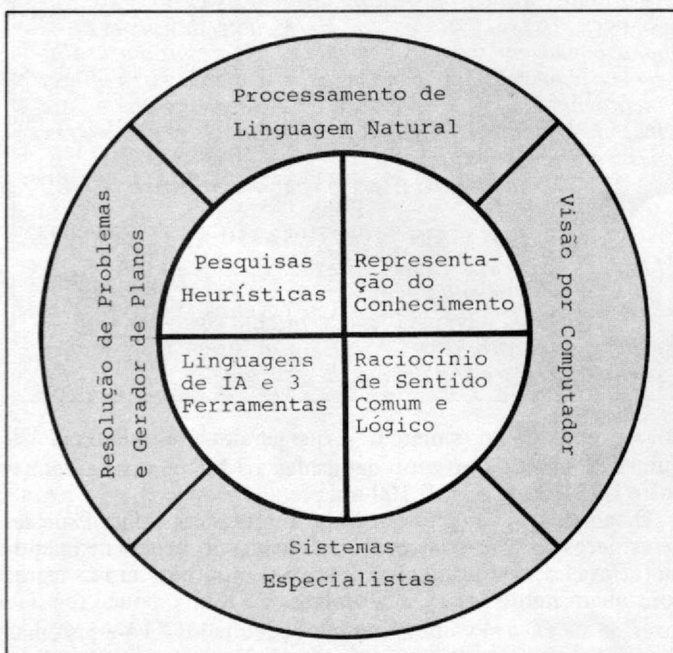 Processamento de
Linguagem Natural
Resolução de Problemas
e Gerador de Planos
Pesquisas
Heurísticas
Representa-
ção do
Conhecimento
Visão por Computador
Linguagens
de IA e 3
Ferramentas
Raciocínio
de Sentido
Comum e
Lógico
Sistemas
Especialistas